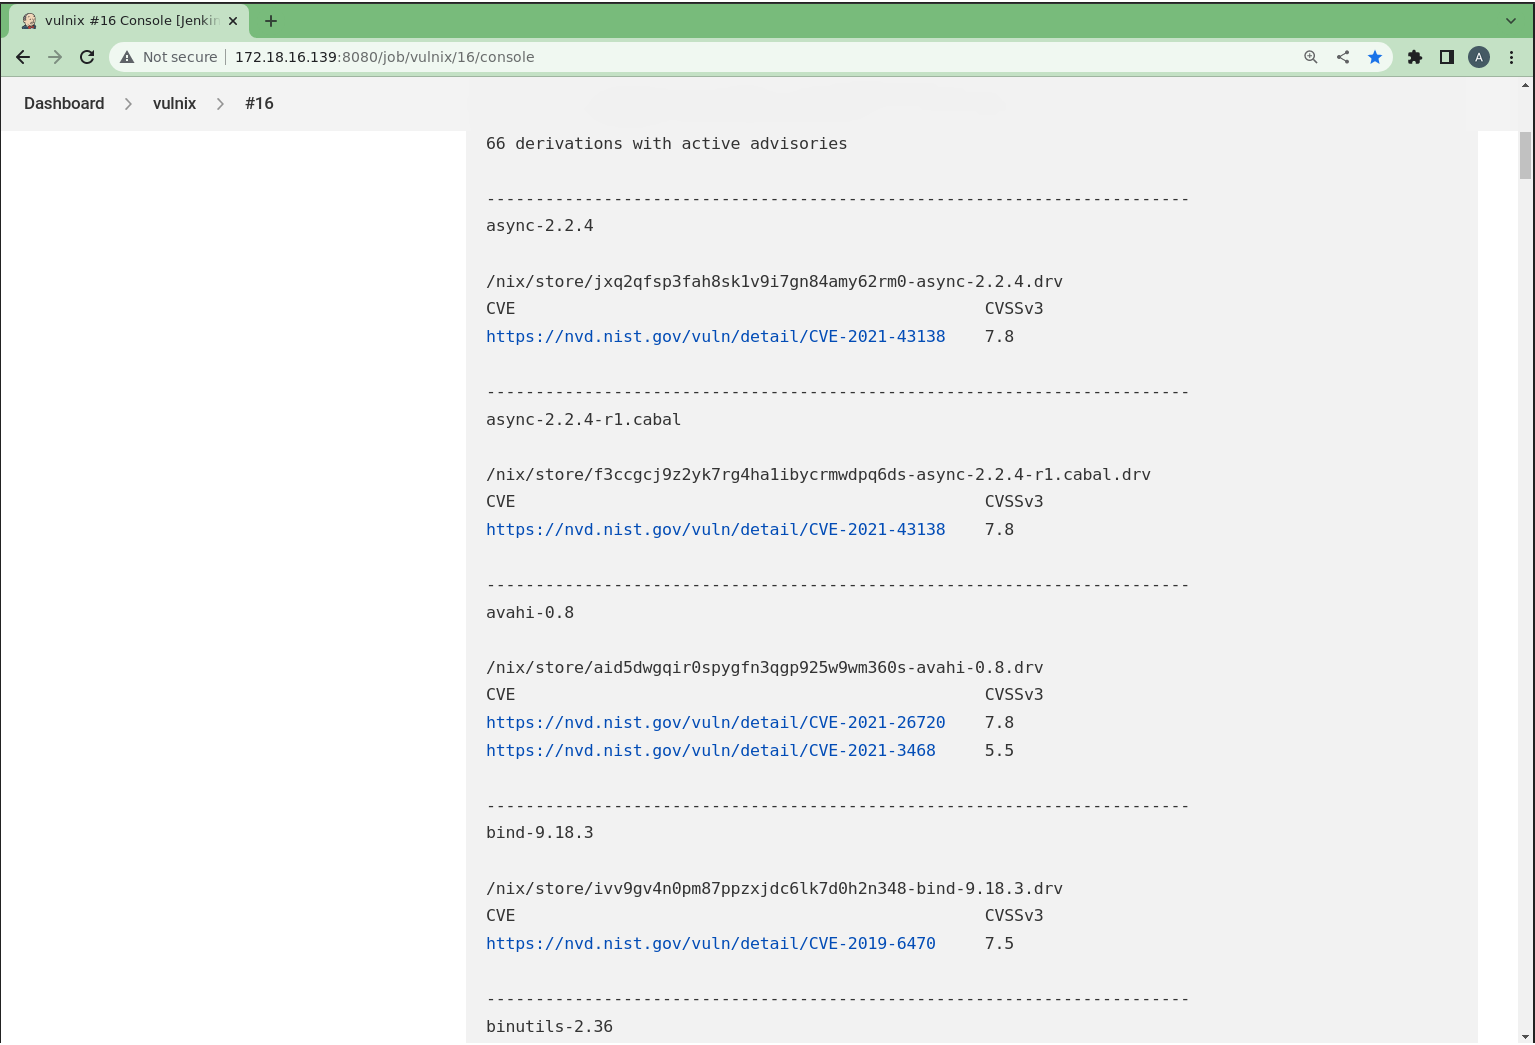 vulnix #16 Console [Jenkin
Not secure
172.18.16.139:8080/job/vulnix/16/console
A
Dashboard
vulnix
#16
66 derivations with active advisories
------------------------------------------------------------------------
async-2.2.4
/nix/store/jxq2qfsp3fah8sk1v9i7gn84amy62rm0-async-2.2.4.drv
CVE CVSSv3
https://nvd.nist.gov/vuln/detail/CVE-2021-43138 7.8
------------------------------------------------------------------------
async-2.2.4-r1.cabal
/nix/store/f3ccgcj9z2yk7rg4ha1ibycrmwdpq6ds-async-2.2.4-r1.cabal.drv
CVE CVSSv3
https://nvd.nist.gov/vuln/detail/CVE-2021-43138 7.8
------------------------------------------------------------------------
avahi-0.8
/nix/store/aid5dwgqir0spygfn3qgp925w9wm360s-avahi-0.8.drv
CVE CVSSv3
https://nvd.nist.gov/vuln/detail/CVE-2021-26720 7.8
https://nvd.nist.gov/vuln/detail/CVE-2021-3468 5.5
------------------------------------------------------------------------
bind-9.18.3
/nix/store/ivv9gv4n0pm87ppzxjdc6lk7d0h2n348-bind-9.18.3.drv
CVE CVSSv3
https://nvd.nist.gov/vuln/detail/CVE-2019-6470 7.5
------------------------------------------------------------------------
binutils-2.36